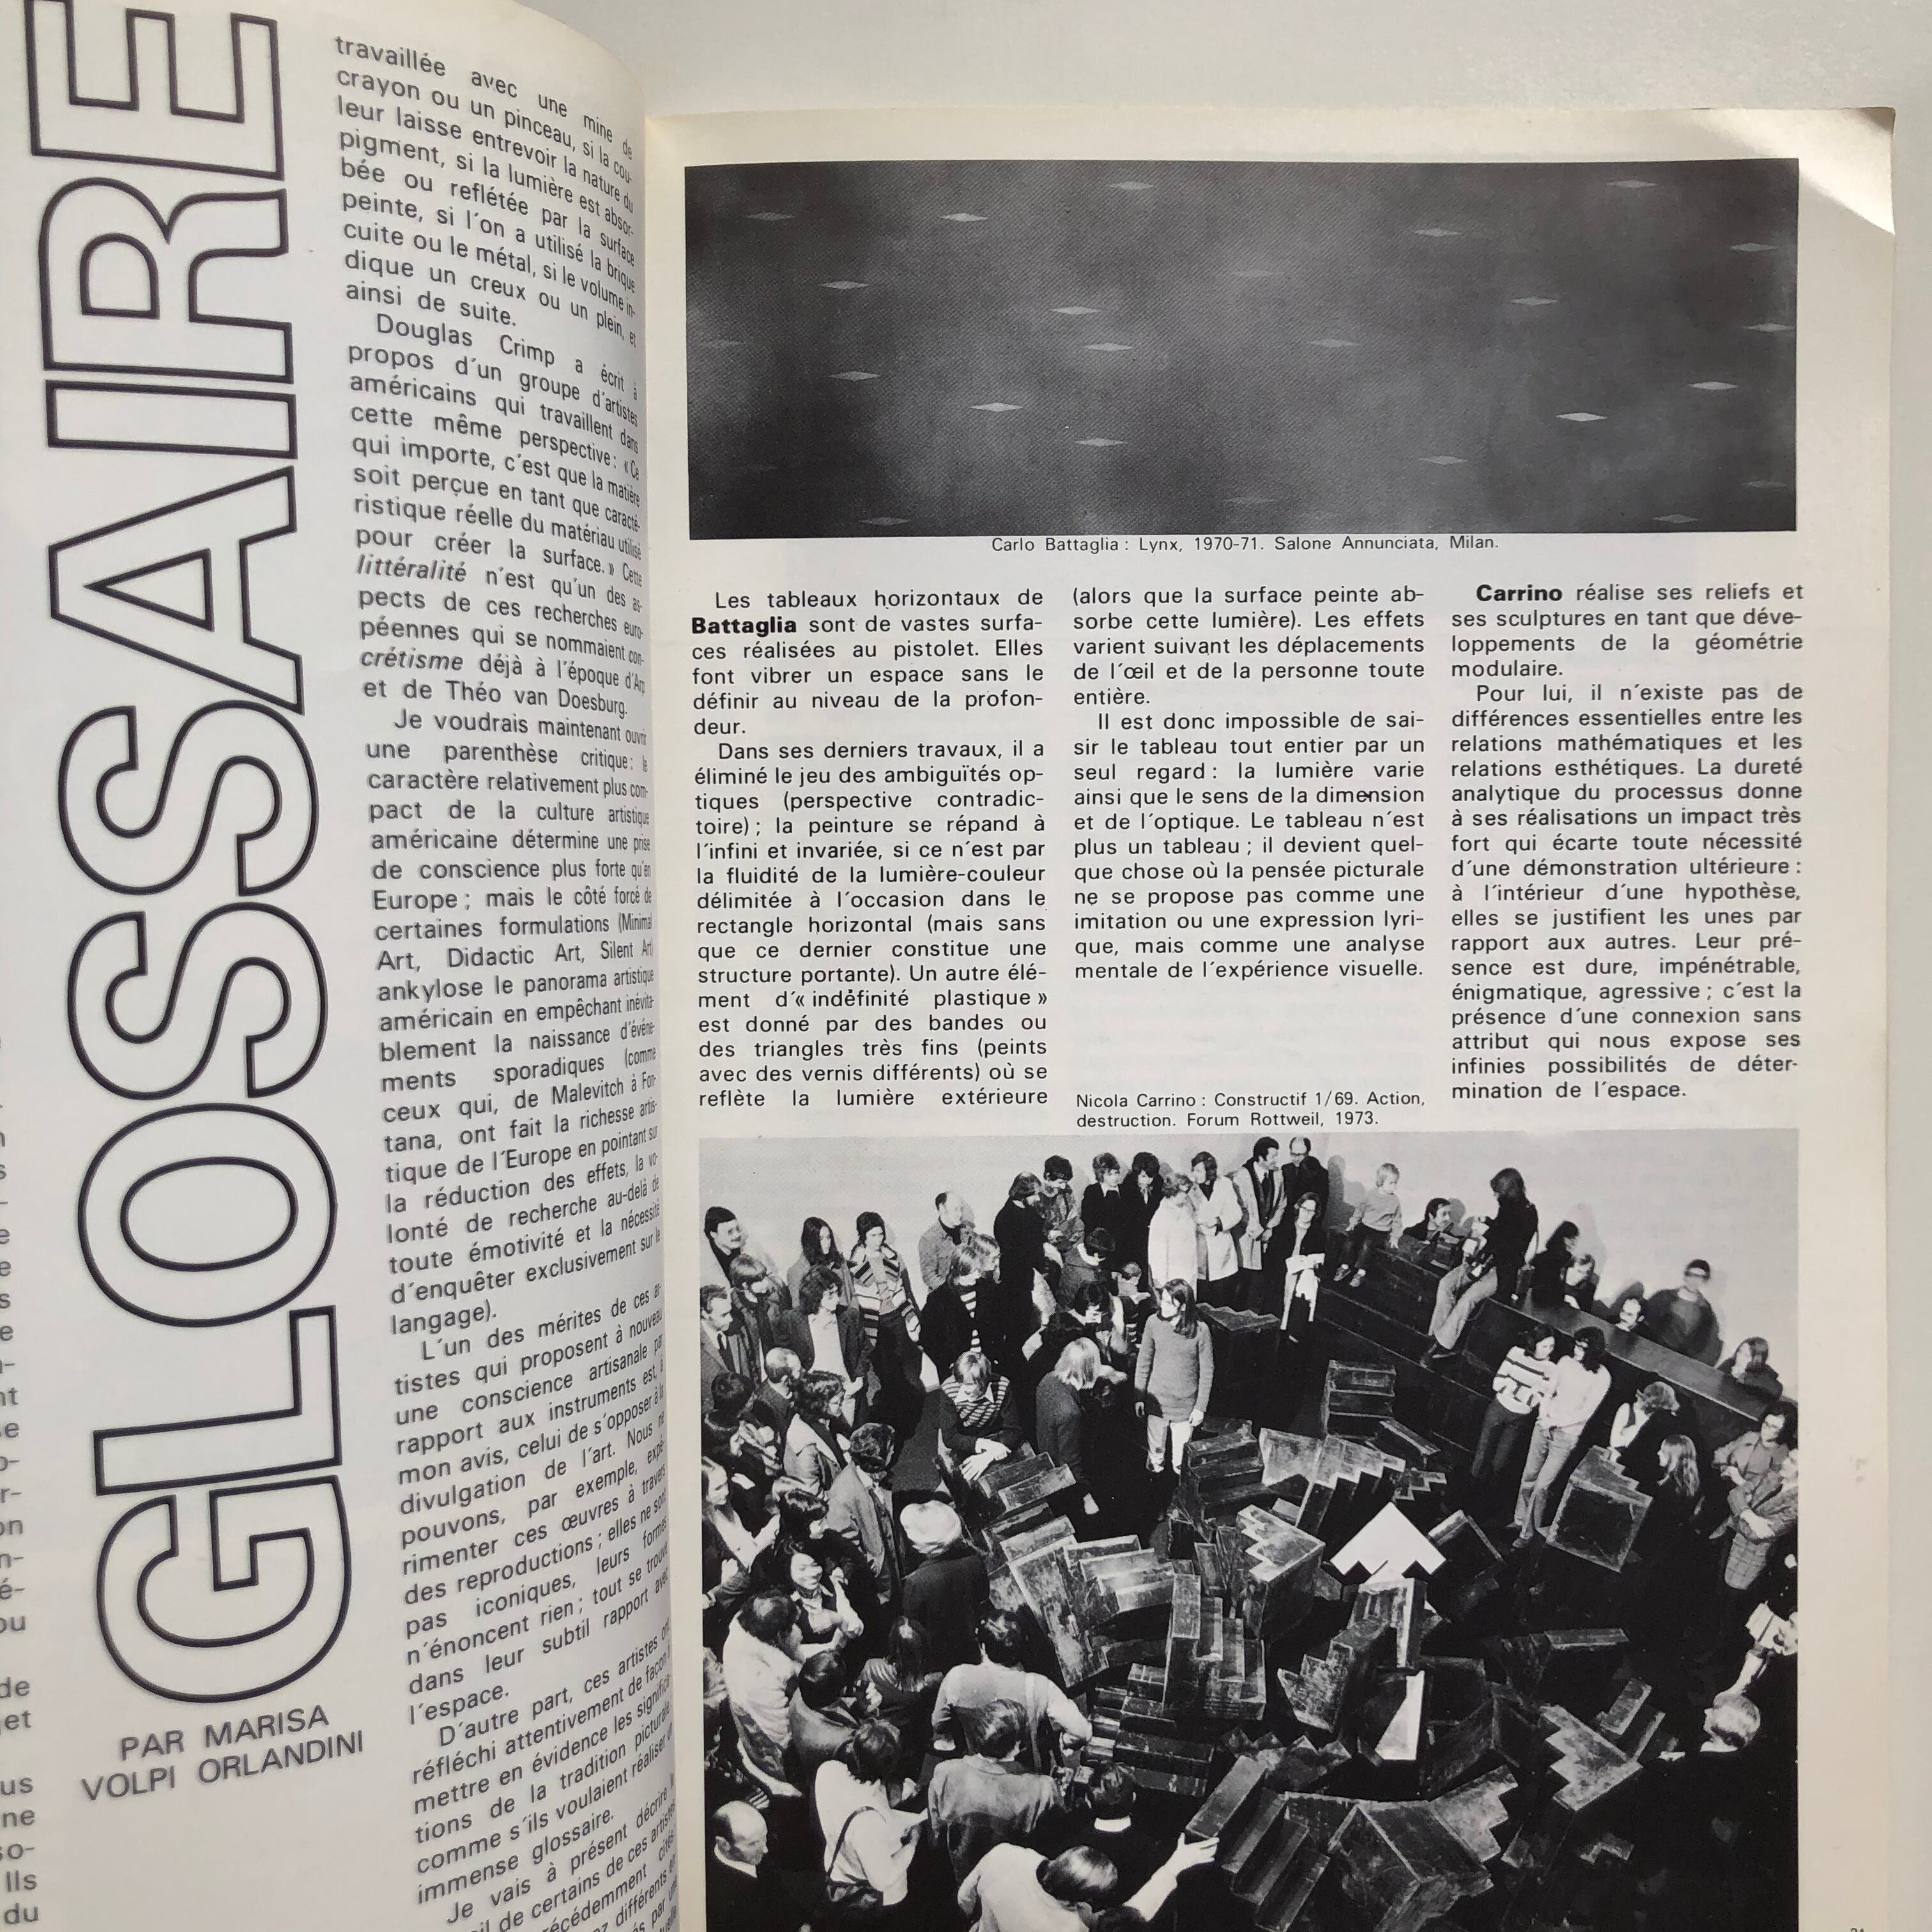 GLOSSAIRE
PAR MARISA
VOLPI ORLANDINI
travaillée avec une mine de
crayon ou un pinceau, si la cou-
leur laisse entrevoir la nature du
pigment, si la lumière est absor-
bée ou reflétée par la surface
peinte, si l'on a utilisé la brique
cuite ou le métal, si le volume in-
dique un creux ou un plein, et
ainsi de suite.
Douglas Crimp a écrit à
propos d'un groupe d'artistes
américains qui travaillent dans
cette même perspective : « Ce
qui importe, c'est que la matière
soit perçue en tant que caracté-
ristique réelle du matériau utilisé
pour créer la surface. » Cette
littéralité n'est qu'un des as-
pects de ces recherches euro-
péennes qui se nommaient con-
crétisme déjà à l'époque d'Arp
et de Théo van Doesburg.
Je voudrais maintenant ouvrir
une parenthèse critique : le
caractère relativement plus com-
pact de la culture artistique
américaine détermine une prise
de conscience plus forte qu'en
Europe ; mais le côté forcé de
certaines formulations (Minimal
Art, Didactic Art, Silent Art)
ankylose le panorama artistique
américain en empêchant inévita-
blement la naissance d'événe-
ments sporadiques (comme
ceux qui, de Malevitch à Fon-
tana, ont fait la richesse artis-
tique de l'Europe en pointant sur
la réduction des effets, la vo-
lonté de recherche au-delà de
toute émotivité et la nécessité
d'enquêter exclusivement sur le
langage).
L'un des mérites de ces ar-
tistes qui proposent à nouveau
une conscience artisanale par
rapport aux instruments est, à
mon avis, celui de s'opposer à la
divulgation de l'art. Nous ne
pouvons, par exemple, expé-
rimenter ces œuvres à travers
des reproductions ; elles ne sont
pas iconiques, leurs formes
n'énoncent rien ; tout se trouve
dans leur subtil rapport avec
l'espace.
D'autre part, ces artistes ont
réfléchi attentivement de façon à
mettre en évidence les significa-
tions de la tradition picturale
comme s'ils voulaient réaliser un
immense glossaire.
Je vais à présent décrire le
de certains de ces artistes
précédemment cités
différents
Carlo Battaglia : Lynx, 1970-71. Salone Annunciata, Milan.
Les tableaux horizontaux de
Battaglia sont de vastes surfa-
ces réalisées au pistolet. Elles
font vibrer un espace sans le
définir au niveau de la profon-
deur.
Dans ses derniers travaux, il a
éliminé le jeu des ambiguïtés op-
tiques (perspective contradic-
toire) ; la peinture se répand à
l'infini et invariée, si ce n'est par
la fluidité de la lumière-couleur
délimitée à l'occasion dans le
rectangle horizontal (mais sans
que ce dernier constitue une
structure portante). Un autre élé-
ment d'« indéfinité plastique »
est donné par des bandes ou
des triangles très fins (peints
avec des vernis différents) où se
reflète la lumière extérieure
(alors que la surface peinte ab-
sorbe cette lumière). Les effets
varient suivant les déplacements
de l'œil et de la personne toute
entière.
Il est donc impossible de sai-
sir le tableau tout entier par un
seul regard : la lumière varie
ainsi que le sens de la dimension
et de l'optique. Le tableau n'est
plus un tableau ; il devient quel-
que chose où la pensée picturale
ne se propose pas comme une
imitation ou une expression lyri-
que, mais comme une analyse
mentale de l'expérience visuelle.
Nicola Carrino : Constructif 1/69. Action,
destruction. Forum Rottweil, 1973.
Carrino réalise ses reliefs et
ses sculptures en tant que déve-
loppements de la géométrie
modulaire.
Pour lui, il n'existe pas de
différences essentielles entre les
relations mathématiques et les
relations esthétiques. La dureté
analytique du processus donne
à ses réalisations un impact très
fort qui écarte toute nécessité
d'une démonstration ultérieure :
à l'intérieur d'une hypothèse,
elles se justifient les unes par
rapport aux autres. Leur pré-
sence est dure, impénétrable,
énigmatique, agressive ; c'est la
présence d'une connexion sans
attribut qui nous expose ses
infinies possibilités de déter-
mination de l'espace.